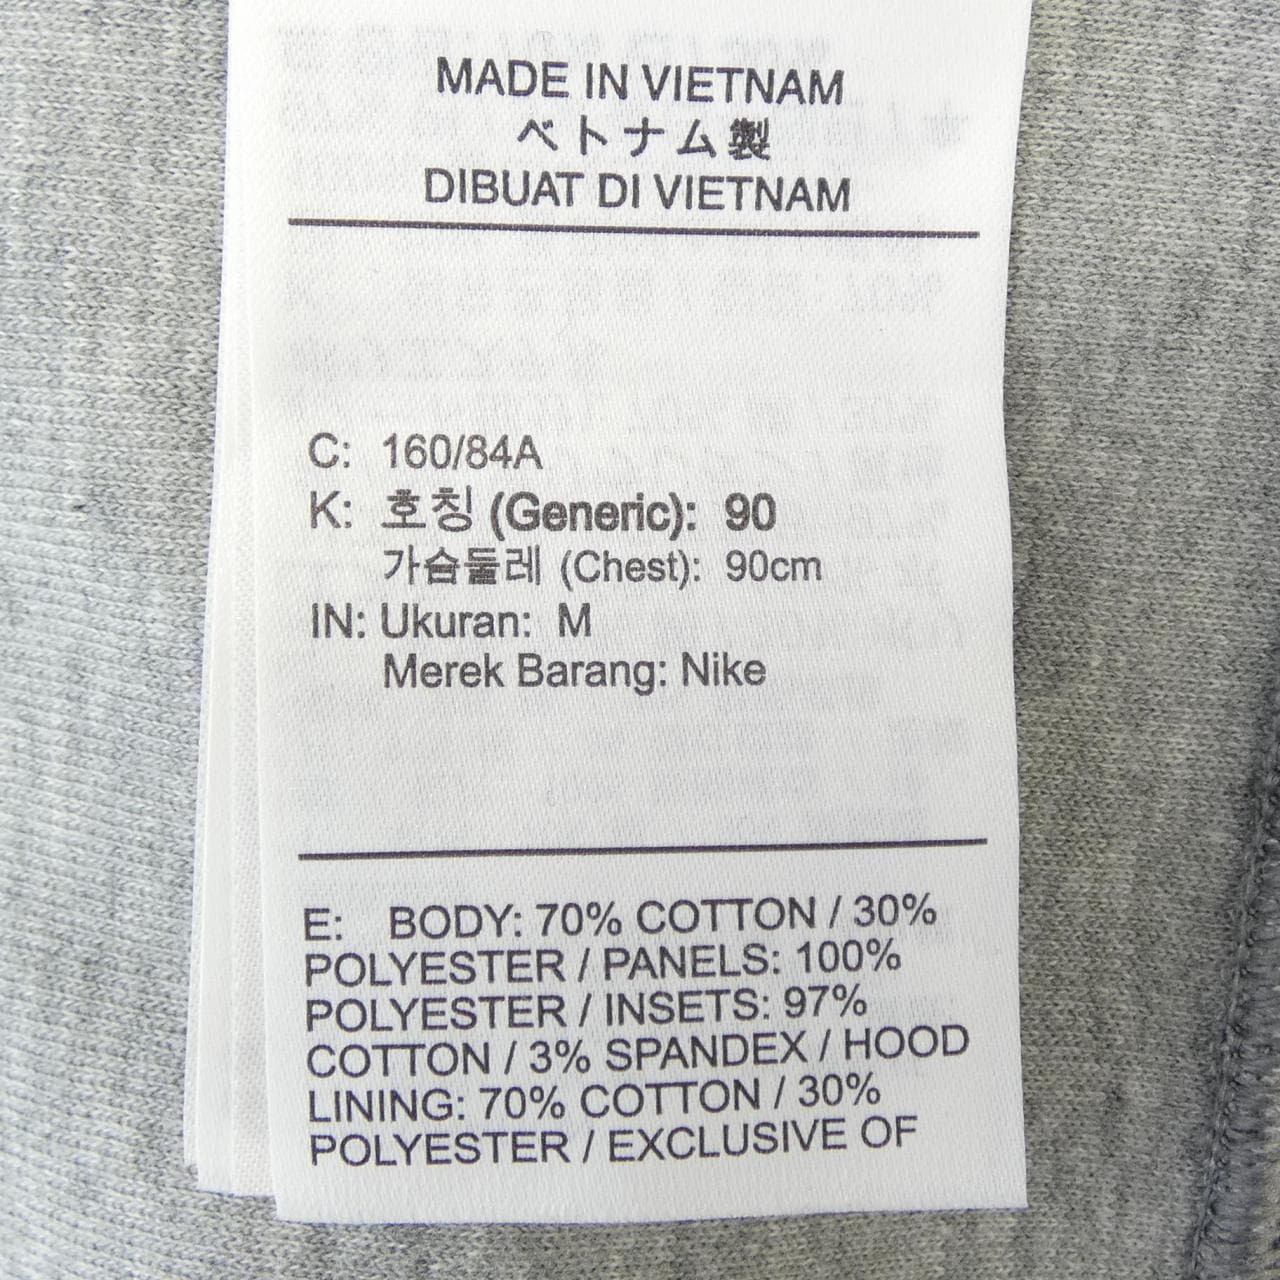 MADE IN VIETNAM
ベトナム製
DIBUAT DI VIETNAM
C: 160/84A
K: 호칭 (Generic): 90
가슴둘레 (Chest): 90cm
IN: Ukuran: M
Merek Barang: Nike
E: BODY: 70% COTTON / 30%
POLYESTER / PANELS: 100%
POLYESTER / INSETS: 97%
COTTON / 3% SPANDEX / HOOD
LINING: 70% COTTON / 30%
POLYESTER / EXCLUSIVE OF